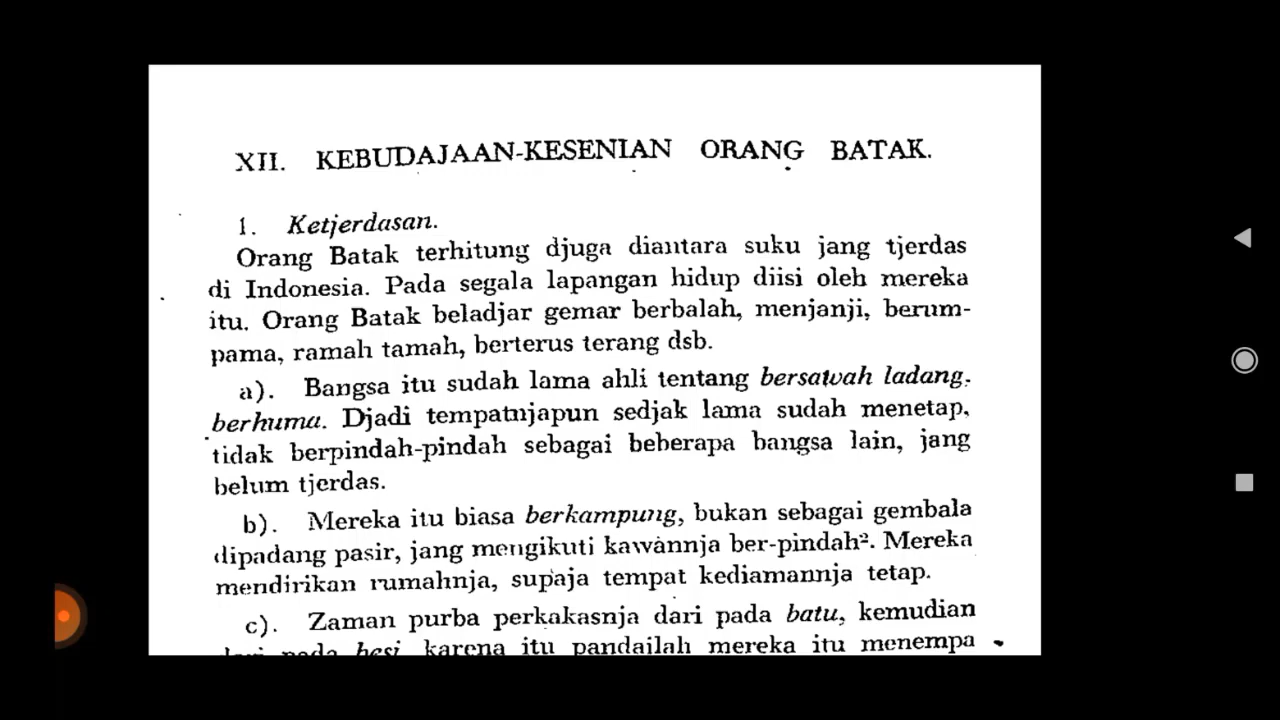 XII. KEBUDAJAAN-KESENIAN ORANG BATAK.
1. Ketjerdasan.
Orang Batak terhitung djuga diantara suku jang tjerdas
di Indonesia. Pada segala lapangan hidup diisi oleh mereka
itu. Orang Batak beladjar gemar berbalah, menjanji, berum-
pama, ramah tamah, berterus terang dsb.
a). Bangsa itu sudah lama ahli tentang bersawah ladang,
berhuma. Djadi tempatnjapun sedjak lama sudah menetap,
tidak berpindah-pindah sebagai beberapa bangsa lain, jang
belum tjerdas.
b). Mereka itu biasa berkampung, bukan sebagai gembala
dipadang pasir, jang mengikuti kawannja ber-pindah². Mereka
mendirikan rumahnja, supaja tempat kediamannja tetap.
c). Zaman purba perkakasnja dari pada batu, kemudian
dari pada besi, karena itu pandailah mereka itu menempa